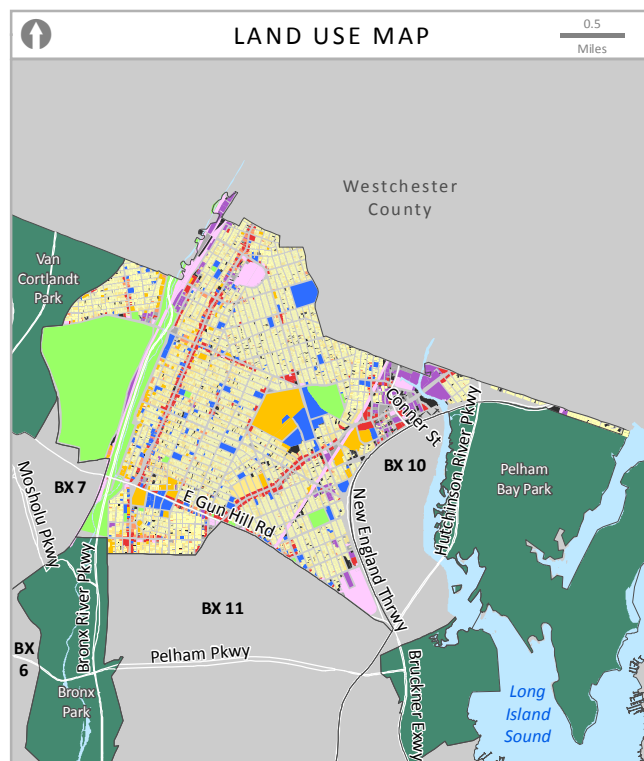 LAND USE MAP
0.5
Miles
Westchester
County
Van
Cortlandt
Park
Conner St
Hutchinson River Pkwy
BX 10
Pelham
Bay Park
BX 7
Mosholu Pkwy
E Gun Hill Rd
New England Thrwy
Bronx River Pkwy
BX 11
BX
6
Pelham Pkwy
Bronx
Park
Bruckner Exwy
Long
Island
Sound